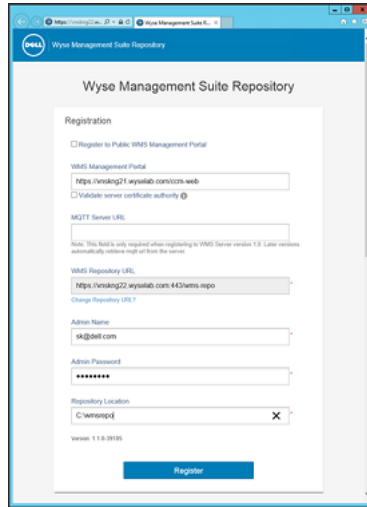 Wyse Management Suite R...
DELL
Wyse Management Suite Repository
Wyse Management Suite Repository
Registration
Register to Public WMS Management Portal
WMS Management Portal
https://vmskng21.wyselab.com/ccm-web
Validate server certificate authority
MQTT Server URL
Note: This field is only required when registering to WMS Server version 1.0. Later versions
automatically retrieve mqtt url from the server.
WMS Repository URL
https://vmskng22.wyselab.com:443/wms-repo
*
Change Repository URL?
Admin Name
sk@dell.com
*
Admin Password
••••••••
*
Repository Location
C:\wmsrepo
*
Version 1.1.0-39185
Register